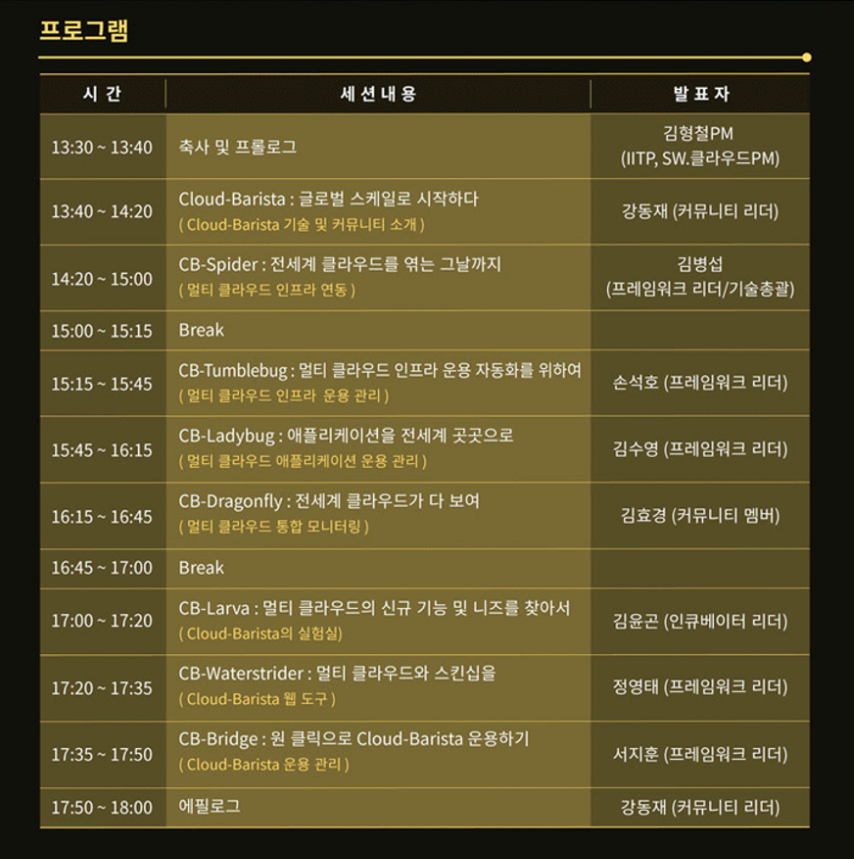 프로그램
시 간 세 션 내 용 발 표 자
13:30 ~ 13:40 축사 및 프롤로그 김형철PM
(IITP, SW.클라우드PM)
13:40 ~ 14:20 Cloud-Barista : 글로벌 스케일로 시작하다
( Cloud-Barista 기술 및 커뮤니티 소개 )
강동재 (커뮤니티 리더)
14:20 ~ 15:00 CB-Spider : 전세계 클라우드를 엮는 그날까지
( 멀티 클라우드 인프라 연동 )
김병섭
(프레임워크 리더/기술총괄)
15:00 ~ 15:15 Break
15:15 ~ 15:45 CB-Tumblebug : 멀티 클라우드 인프라 운용 자동화를 위하여
( 멀티 클라우드 인프라 운용 관리 )
손석호 (프레임워크 리더)
15:45 ~ 16:15 CB-Ladybug : 애플리케이션을 전세계 곳곳으로
( 멀티 클라우드 애플리케이션 운용 관리 )
김수영 (프레임워크 리더)
16:15 ~ 16:45 CB-Dragonfly : 전세계 클라우드가 다 보여
( 멀티 클라우드 통합 모니터링 )
김효경 (커뮤니티 멤버)
16:45 ~ 17:00 Break
17:00 ~ 17:20 CB-Larva : 멀티 클라우드의 신규 기능 및 니즈를 찾아서
( Cloud-Barista의 실험실)
김윤곤 (인큐베이터 리더)
17:20 ~ 17:35 CB-Waterstrider : 멀티 클라우드와 스킨십을
( Cloud-Barista 웹 도구 )
정영태 (프레임워크 리더)
17:35 ~ 17:50 CB-Bridge : 원 클릭으로 Cloud-Barista 운용하기
( Cloud-Barista 운용 관리 )
서지훈 (프레임워크 리더)
17:50 ~ 18:00 에필로그 강동재 (커뮤니티 리더)